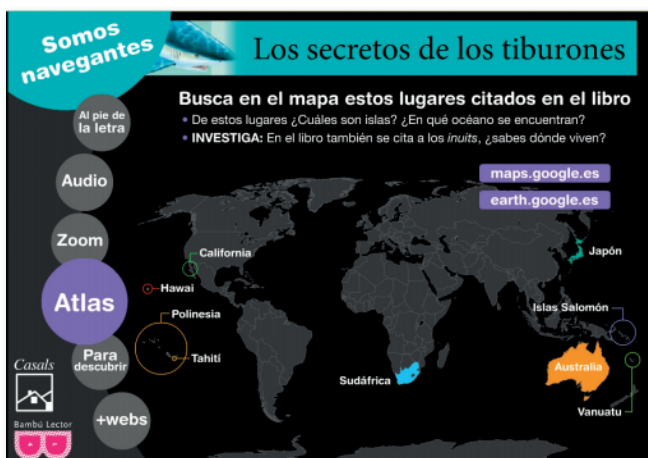 Somos
navegantes
Los secretos de los tiburones
Al pie de
la letra
Audio
Zoom
Atlas
Para
descubrir
+webs
Casals
Bambú Lector
Busca en el mapa estos lugares citados en el libro
• De estos lugares ¿Cuáles son islas? ¿En qué océano se encuentran?
• INVESTIGA: En el libro también se cita a los inuits, ¿sabes dónde viven?
maps.google.es
earth.google.es
California
Japón
Hawai
Islas Salomón
Polinesia
Tahití
Australia
Sudáfrica
Vanuatu